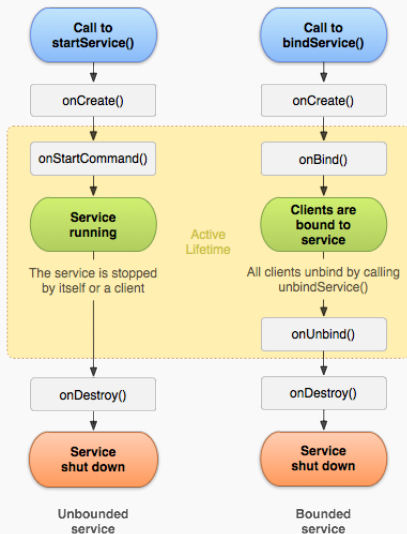 Call to
startService()
onCreate()
onStartCommand()
Service
running
The service is stopped
by itself or a client
onDestroy()
Service
shut down
Unbounded
service
Active
Lifetime
Call to
bindService()
onCreate()
onBind()
Clients are
bound to
service
All clients unbind by calling
unbindService()
onUnbind()
onDestroy()
Service
shut down
Bounded
service